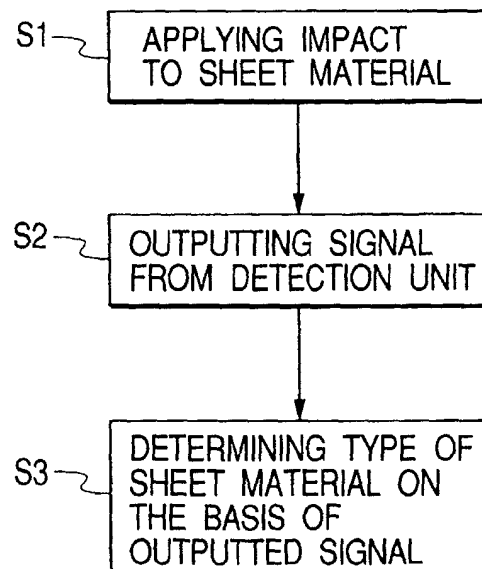 S1
APPLYING IMPACT
TO SHEET MATERIAL
S2
OUTPUTTING SIGNAL
FROM DETECTION UNIT
S3
DETERMINING TYPE OF
SHEET MATERIAL ON
THE BASIS OF
OUTPUTTED SIGNAL